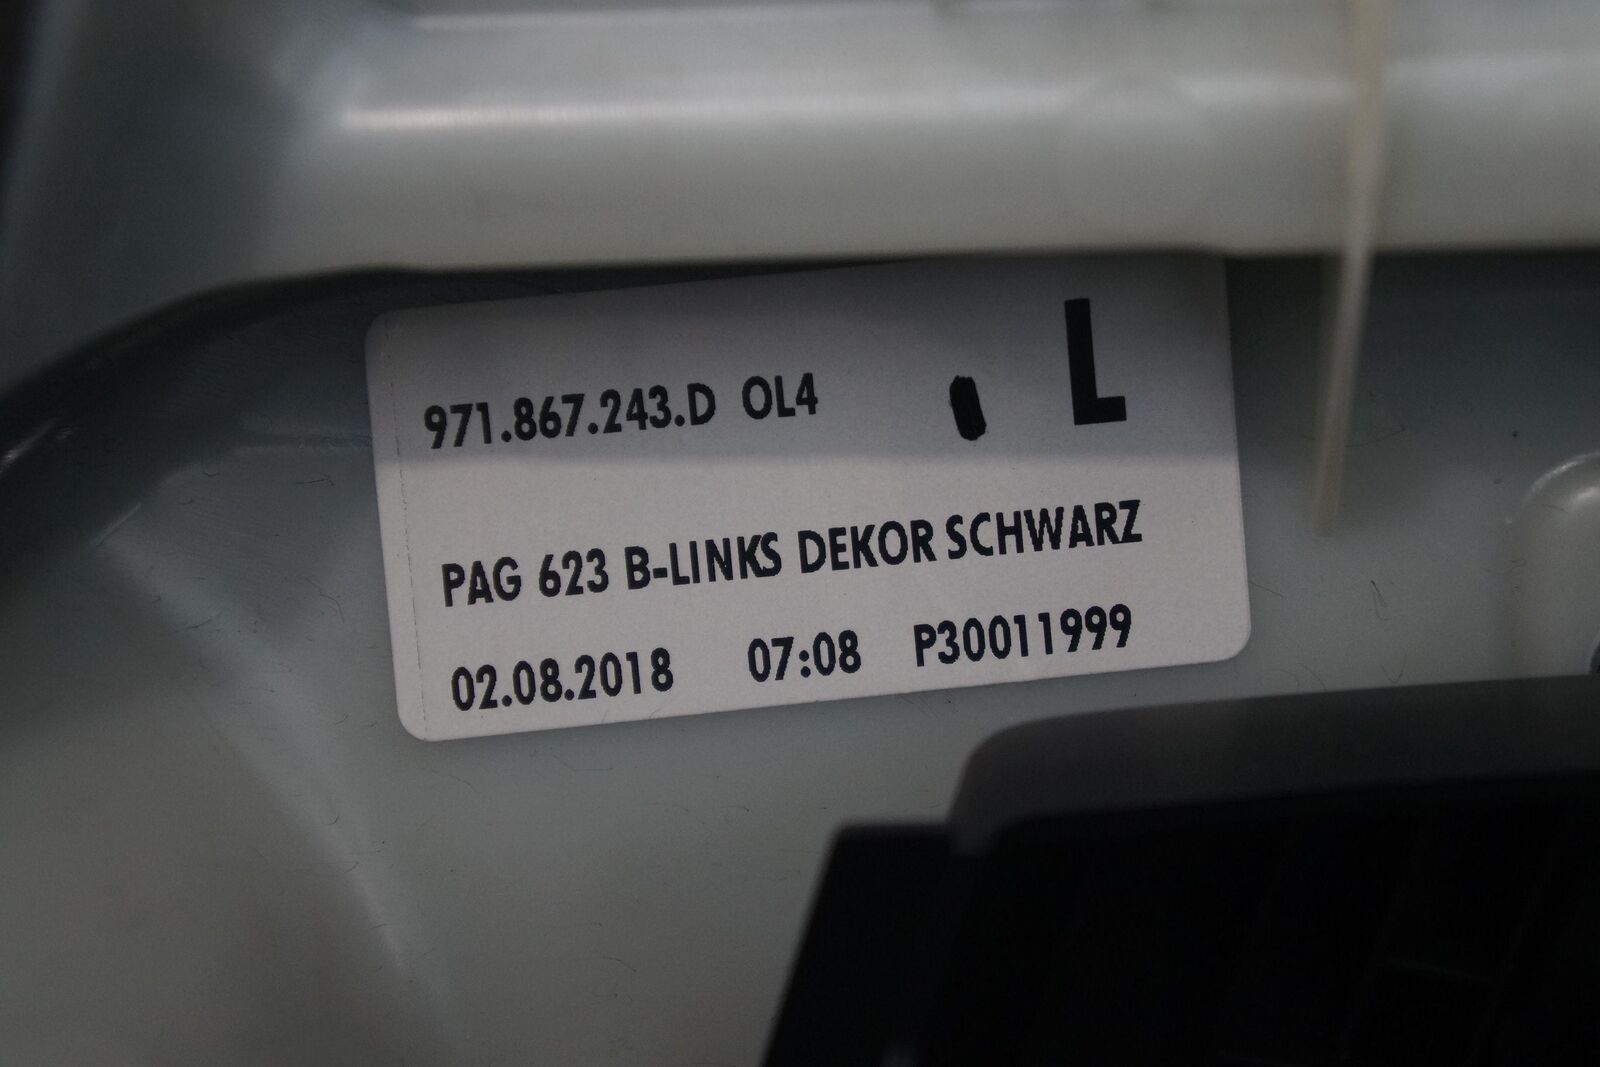 971.867.243.D OL4 L
PAG 623 B-LINKS DEKOR SCHWARZ
02.08.2018 07:08 P30011999